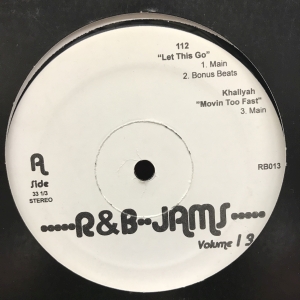 112
"Let This Go"
1. Main
2. Bonus Beats
Khaliyah
"Movin Too Fast"
3. Main
A
Side
33 1/3
STEREO
RB013
R&B JAMS
Volume 13